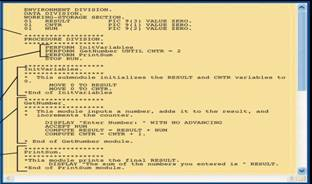 ENVIRONMENT DIVISION.
DATA DIVISION.
WORKING-STORAGE SECTION.
01 RESULT PIC 9(3) VALUE ZERO.
01 CNTR PIC 9(1) VALUE ZERO.
01 NUM PIC 9(2) VALUE ZERO.
********************
PROCEDURE DIVISION.
********************
PERFORM InitVariables
PERFORM GetNumber UNTIL CNTR = 2
PERFORM PrintSum
STOP RUN.
********************
InitVariables.
********************
* This submodule initializes the RESULT and CNTR variables to
0.
MOVE 0 TO RESULT
MOVE 0 TO CNTR.
*End of InitVariables
********************
GetNumber.
********************
* This module inputs a number, adds it to the result, and
* increments the counter.
DISPLAY "Enter Number: " WITH NO ADVANCING
ACCEPT NUM
COMPUTE RESULT = RESULT + NUM
COMPUTE CNTR = CNTR + 1.
* End of GetNumber module.
********************
PrintSum.
********************
*This module prints the final RESULT.
DISPLAY "The sum of the numbers you entered is " RESULT.
*End of PrintSum module.